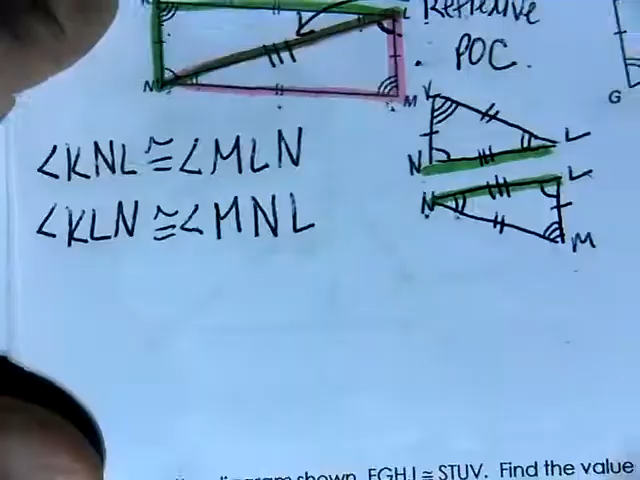 Reflexive
POC.
∠KNL ≅ ∠MLN
∠KLN ≅ ∠MNL
N
M
K
L
N
L
N
M
G
diagram shown, FGHJ ≅ STUV. Find the value